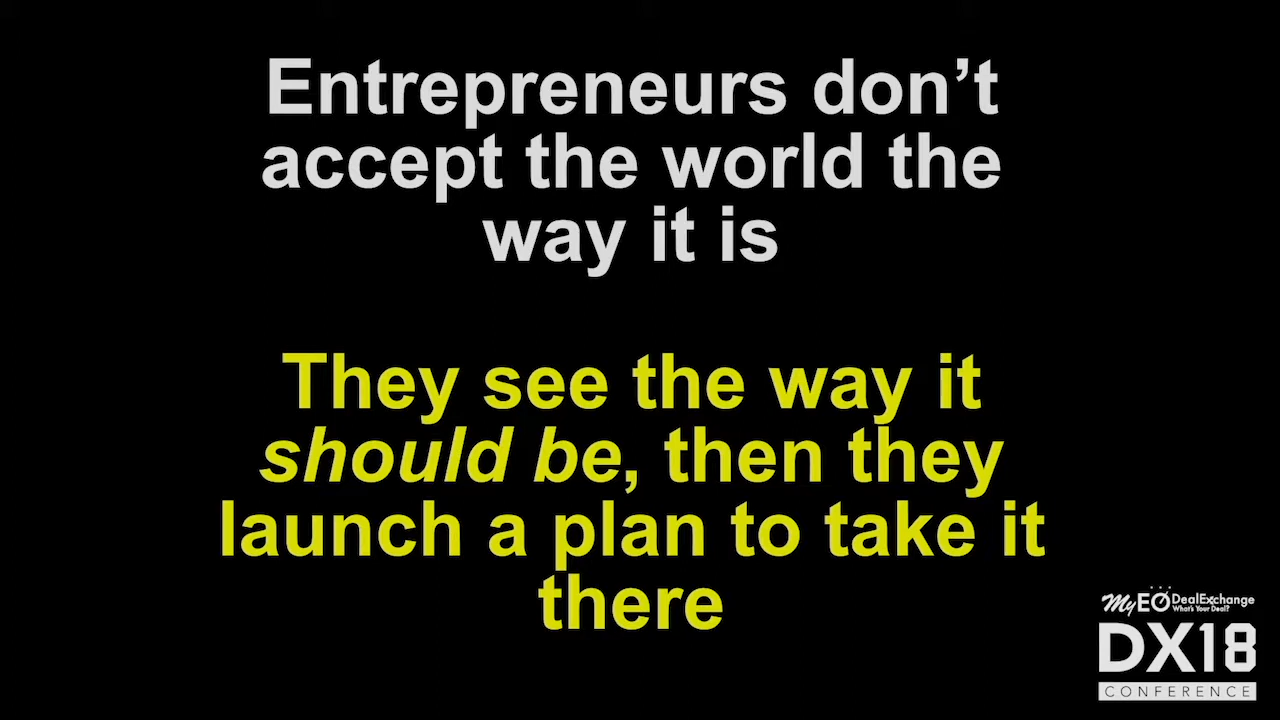 Entrepreneurs don’t
accept the world the
way it is
They see the way it
should be, then they
launch a plan to take it
there
MyEO DealExchange
What's Your Deal?
DX18
CONFERENCE